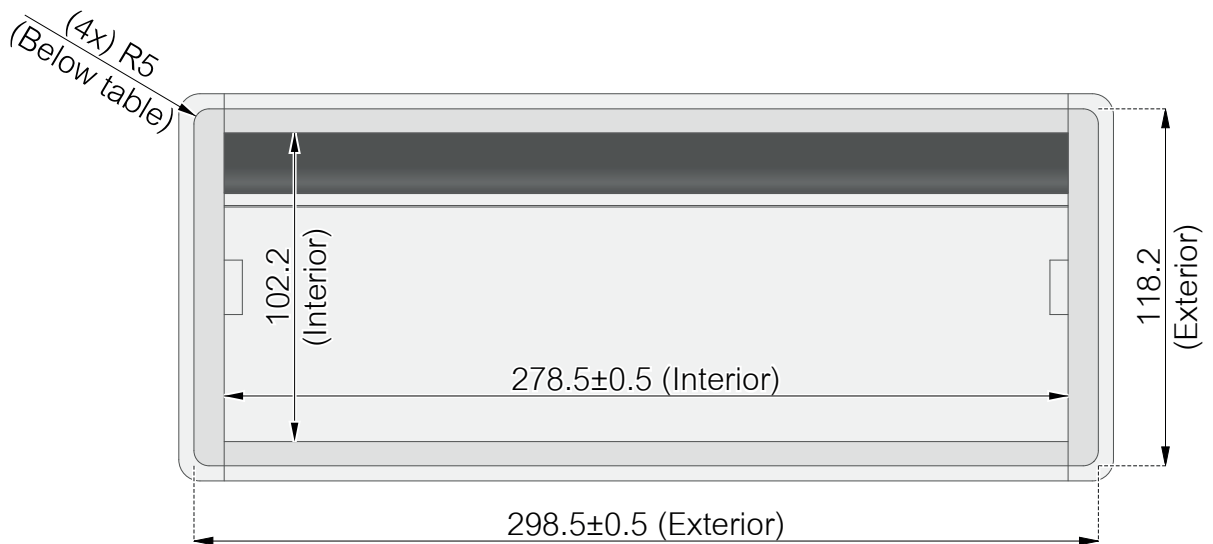 (4x) R5
(Below table)
102.2
(Interior)
118.2
(Exterior)
278.5±0.5 (Interior)
298.5±0.5 (Exterior)